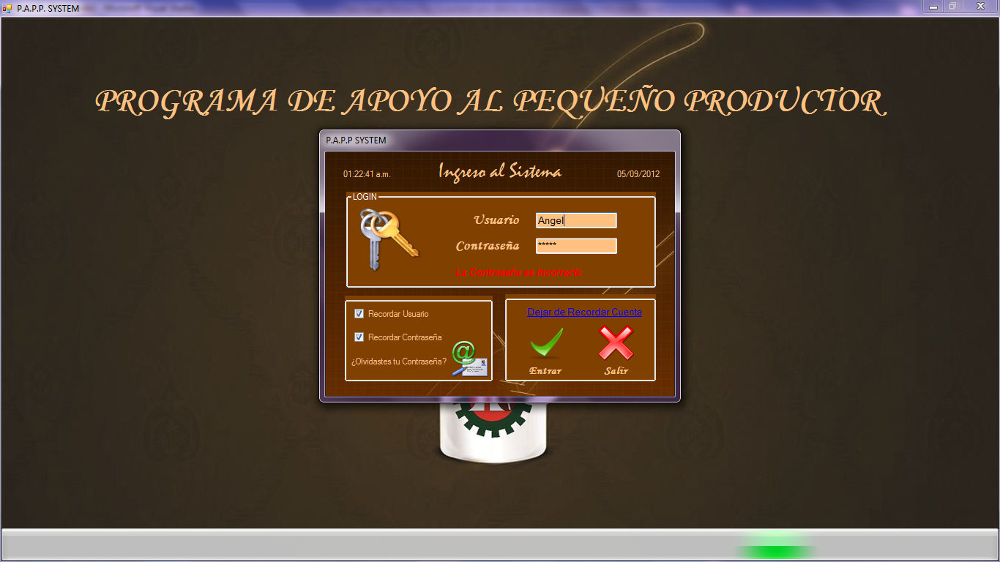 P.A.P.P. SYSTEM
PROGRAMA DE APOYO AL PEQUEÑO PRODUCTOR
P.A.P.P SYSTEM
01:22:41 a.m.
Ingreso al Sistema
05/09/2012
LOGIN
Usuario
Angel
Contraseña
*****
La Contraseña es Incorrecta
Recordar Usuario
Recordar Contraseña
¿Olvidastes tu Contraseña?
Dejar de Recordar Cuenta
Entrar
Salir